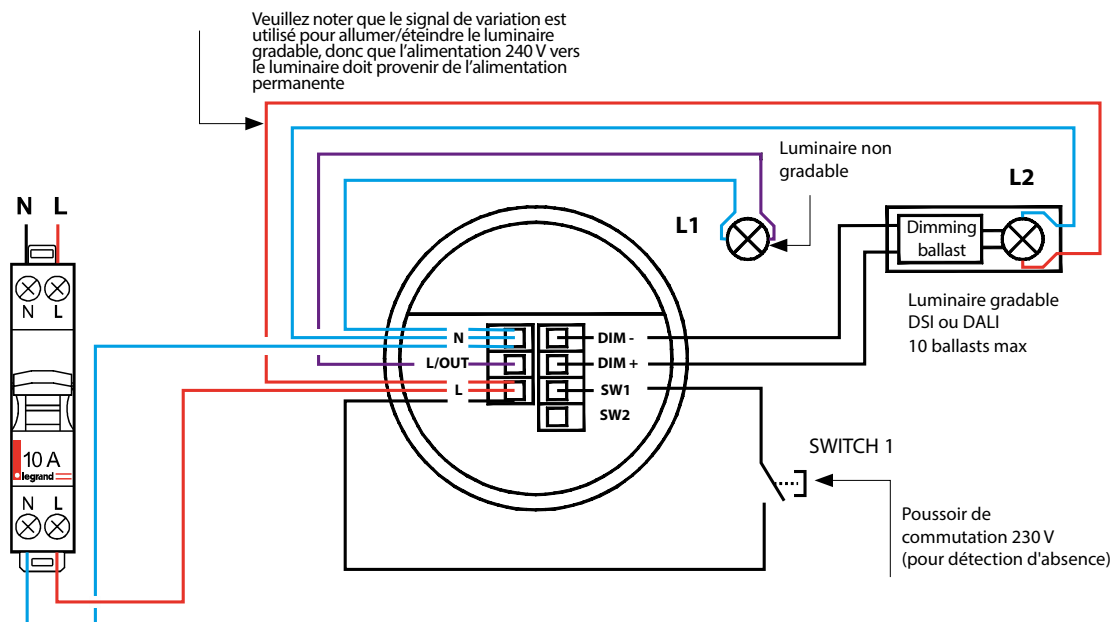 Veuillez noter que le signal de variation est
utilisé pour allumer/éteindre le luminaire
gradable, donc que l'alimentation 240 V vers
le luminaire doit provenir de l'alimentation
permanente
Luminaire non
gradable
L2
N L
L1
Dimming
ballast
N L
Luminaire gradable
DSI ou DALI
10 ballasts max
N
DIM -
L/OUT
DIM +
L
SW1
SW2
SWITCH 1
10 A
legrand
N L
Poussoir de
commutation 230 V
(pour détection d'absence)